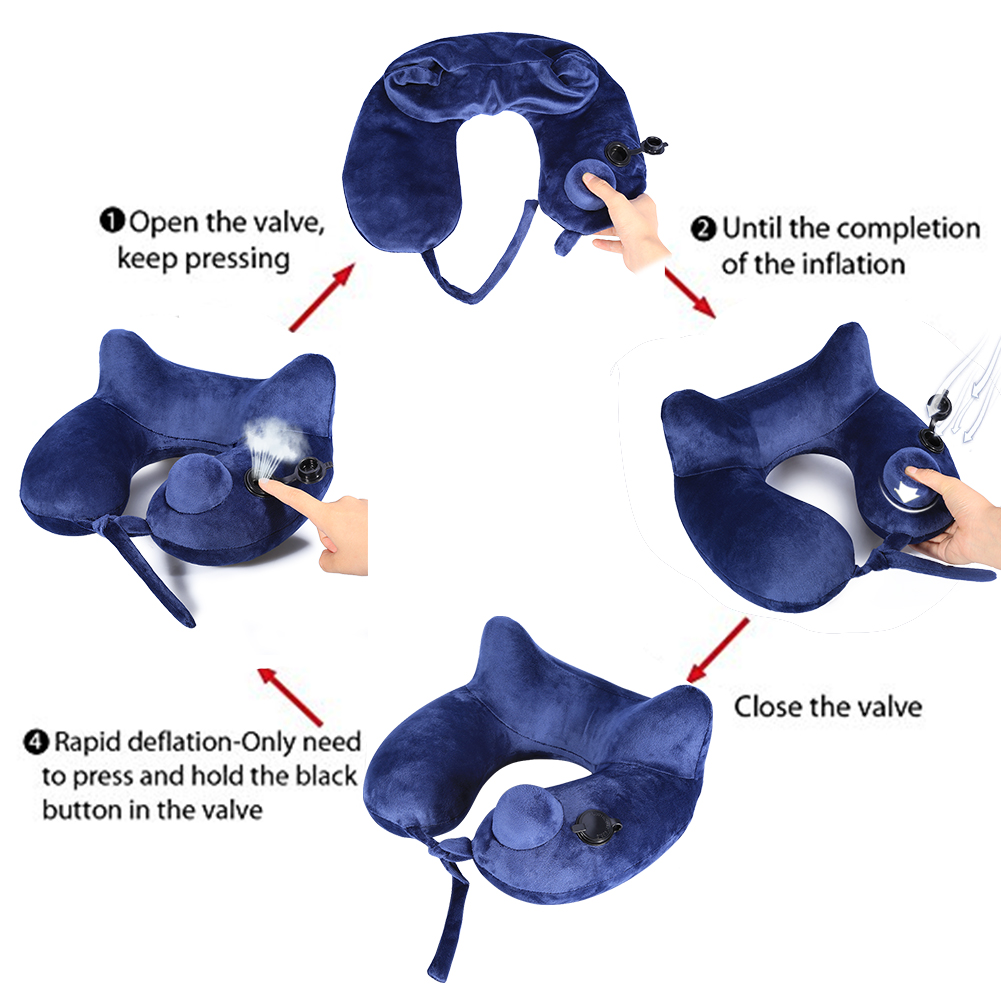 ❶ Open the valve,
keep pressing
❷ Until the completion
of the inflation
Close the valve
❹ Rapid deflation-Only need
to press and hold the black
button in the valve